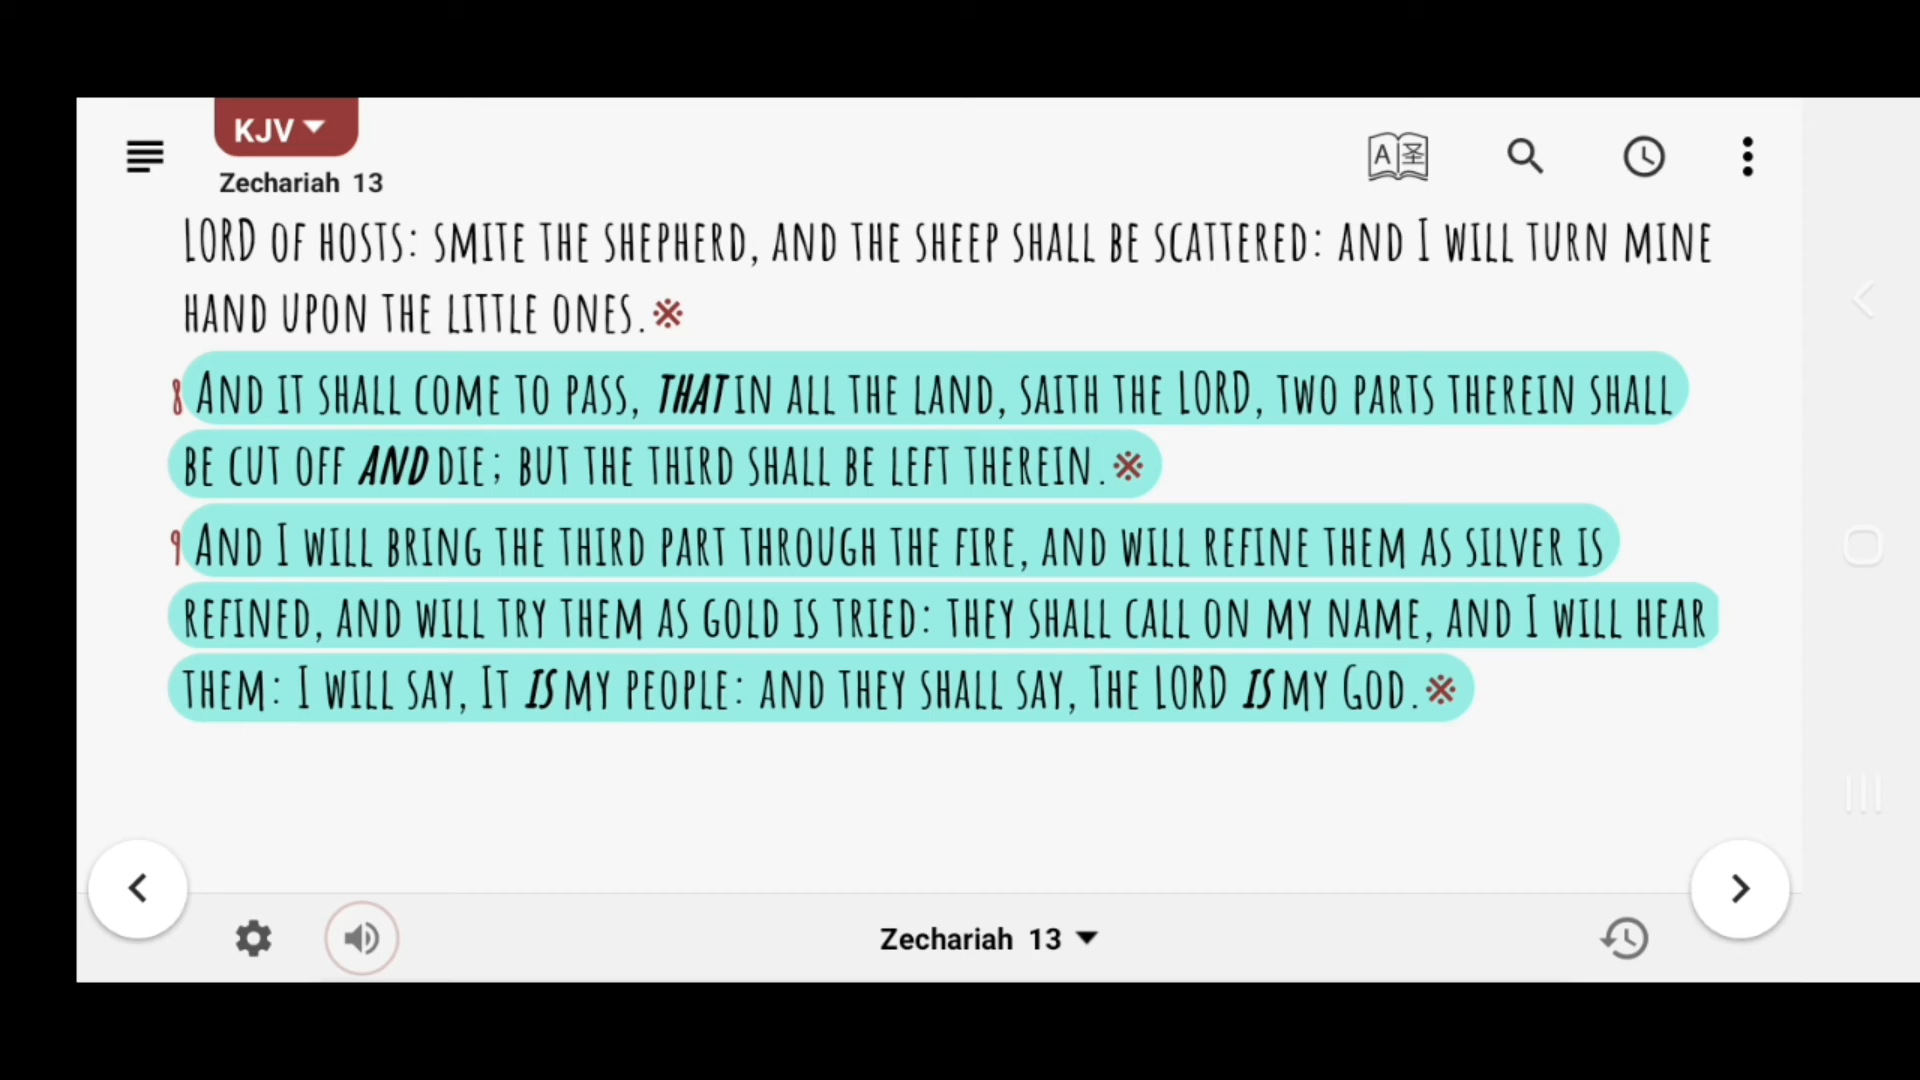 KJV
Zechariah 13
LORD OF HOSTS: SMITE THE SHEPHERD, AND THE SHEEP SHALL BE SCATTERED: AND I WILL TURN MINE
HAND UPON THE LITTLE ONES.※
8 AND IT SHALL COME TO PASS, THAT IN ALL THE LAND, SAITH THE LORD, TWO PARTS THEREIN SHALL
BE CUT OFF AND DIE; BUT THE THIRD SHALL BE LEFT THEREIN.※
9 AND I WILL BRING THE THIRD PART THROUGH THE FIRE, AND WILL REFINE THEM AS SILVER IS
REFINED, AND WILL TRY THEM AS GOLD IS TRIED: THEY SHALL CALL ON MY NAME, AND I WILL HEAR
THEM: I WILL SAY, IT IS MY PEOPLE: AND THEY SHALL SAY, THE LORD IS MY GOD.※
Zechariah 13